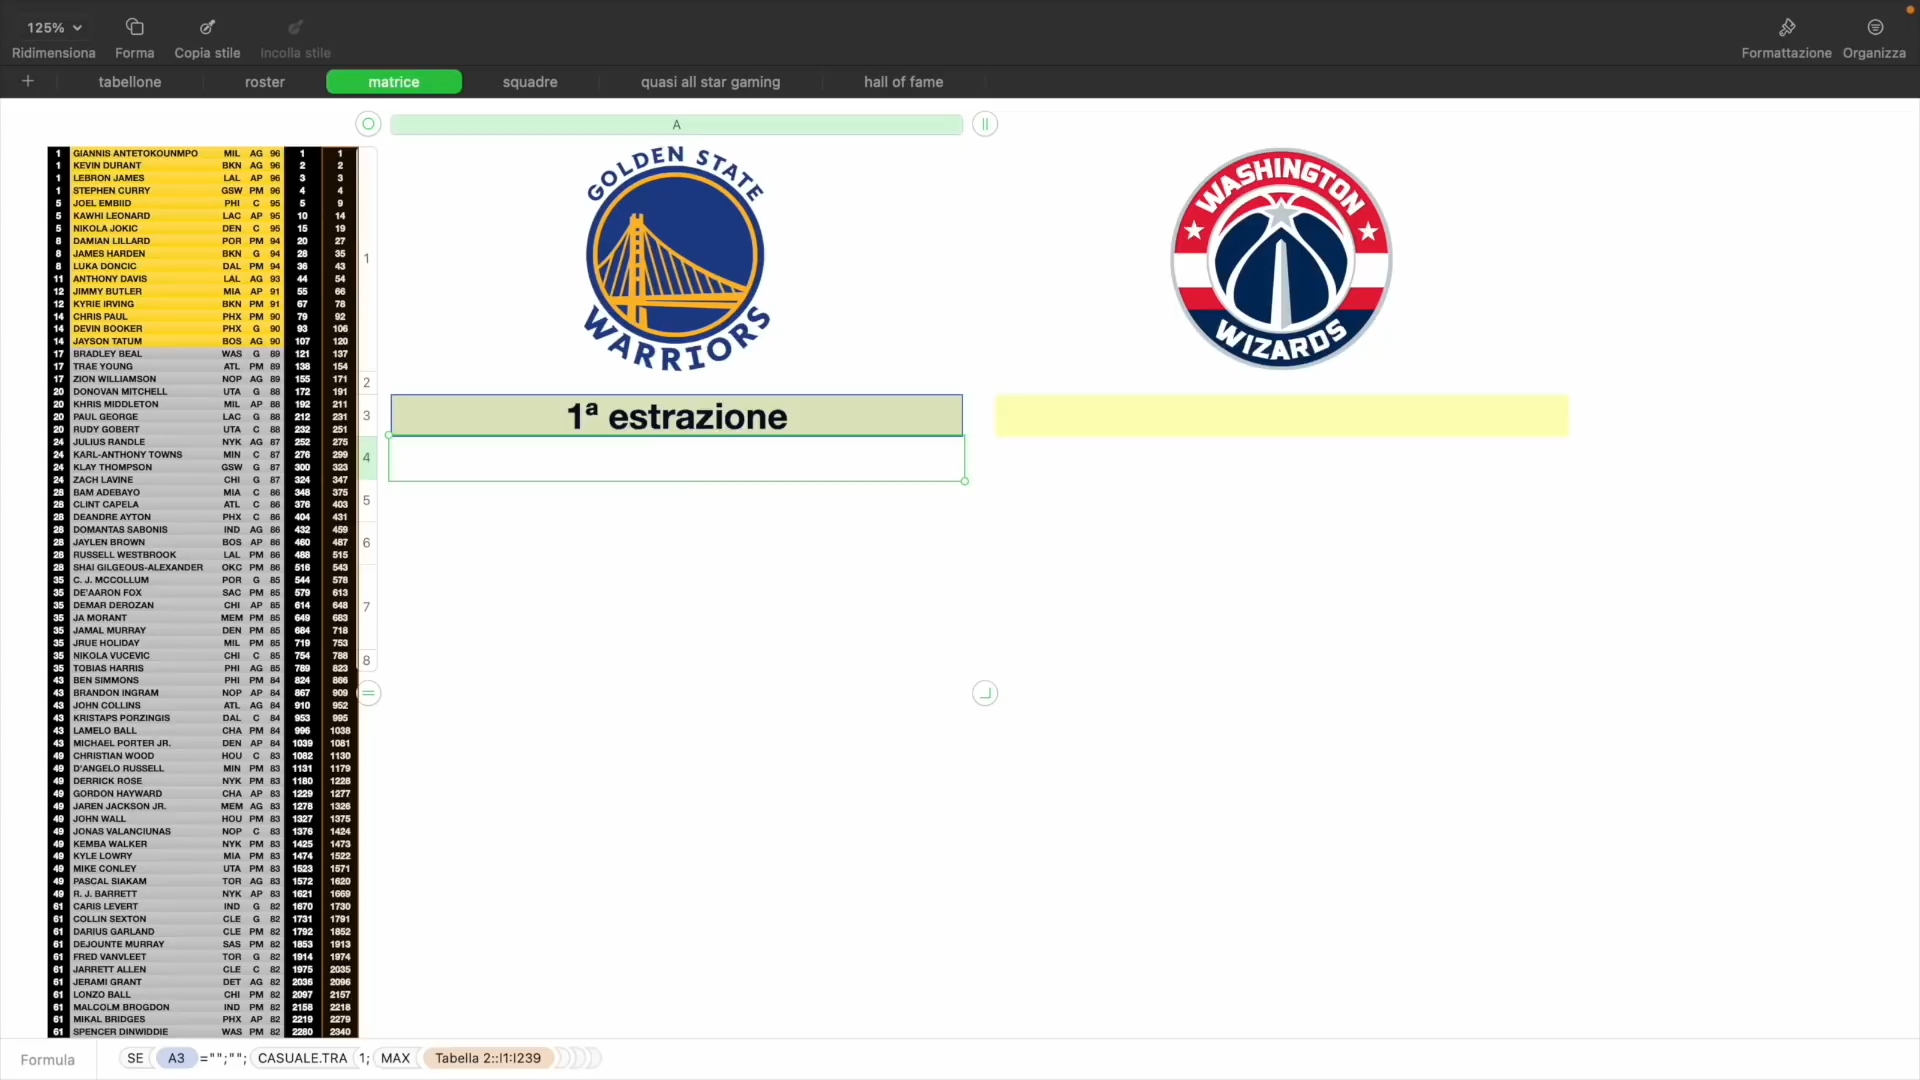 125%
Ridimensiona Forma Copia stile Incolla stile Formattazione Organizza
+ tabellone roster matrice squadre quasi all star gaming hall of fame
A
1 GIANNIS ANTETOKOUNMPO MIL AG 96 1 1
1 KEVIN DURANT BKN AG 96 2 2
1 LEBRON JAMES LAL AP 96 3 3
1 STEPHEN CURRY GSW PM 96 4 4
5 JOEL EMBIID PHI C 95 5 9
5 KAWHI LEONARD LAC AP 95 10 14
5 NIKOLA JOKIC DEN C 95 15 19
8 DAMIAN LILLARD POR PM 94 20 27
8 JAMES HARDEN BKN G 94 28 35
8 LUKA DONCIC DAL PM 94 36 43
11 ANTHONY DAVIS LAL AG 93 44 54
12 JIMMY BUTLER MIA AP 91 55 66
12 KYRIE IRVING BKN PM 91 67 78
14 CHRIS PAUL PHX PM 90 79 92
14 DEVIN BOOKER PHX G 90 93 106
14 JAYSON TATUM BOS AG 90 107 120
17 BRADLEY BEAL WAS G 89 121 137
17 TRAE YOUNG ATL PM 89 138 154
17 ZION WILLIAMSON NOP AG 89 155 171
20 DONOVAN MITCHELL UTA G 88 172 191
20 KHRIS MIDDLETON MIL AP 88 192 211
20 PAUL GEORGE LAC G 88 212 231
20 RUDY GOBERT UTA C 88 232 251
24 JULIUS RANDLE NYK AG 87 252 275
24 KARL-ANTHONY TOWNS MIN C 87 276 299
24 KLAY THOMPSON GSW G 87 300 323
24 ZACH LAVINE CHI G 87 324 347
28 BAM ADEBAYO MIA C 86 348 375
28 CLINT CAPELA ATL C 86 376 403
28 DEANDRE AYTON PHX C 86 404 431
28 DOMANTAS SABONIS IND AG 86 432 459
28 JAYLEN BROWN BOS AP 86 460 487
28 RUSSELL WESTBROOK LAL PM 86 488 515
28 SHAI GILGEOUS-ALEXANDER OKC PM 86 516 543
35 C. J. MCCOLLUM POR G 85 544 578
35 DE'AARON FOX SAC PM 85 579 613
35 DEMAR DEROZAN CHI AP 85 614 648
35 JA MORANT MEM PM 85 649 683
35 JAMAL MURRAY DEN PM 85 684 718
35 JRUE HOLIDAY MIL PM 85 719 753
35 NIKOLA VUCEVIC CHI C 85 754 788
35 TOBIAS HARRIS PHI AG 85 789 823
43 BEN SIMMONS PHI PM 84 824 866
43 BRANDON INGRAM NOP AP 84 867 909
43 JOHN COLLINS ATL AG 84 910 952
43 KRISTAPS PORZINGIS DAL C 84 953 995
43 LAMELO BALL CHA PM 84 996 1038
43 MICHAEL PORTER JR. DEN AP 84 1039 1081
49 CHRISTIAN WOOD HOU C 83 1082 1130
49 D'ANGELO RUSSELL MIN PM 83 1131 1179
49 DERRICK ROSE NYK PM 83 1180 1228
49 GORDON HAYWARD CHA AP 83 1229 1277
49 JAREN JACKSON JR. MEM AG 83 1278 1326
49 JOHN WALL HOU PM 83 1327 1375
49 JONAS VALANCIUNAS NOP C 83 1376 1424
49 KEMBA WALKER NYK PM 83 1425 1473
49 KYLE LOWRY MIA PM 83 1474 1522
49 MIKE CONLEY UTA PM 83 1523 1571
49 PASCAL SIAKAM TOR AG 83 1572 1620
49 R. J. BARRETT NYK AP 83 1621 1669
61 CARIS LEVERT IND G 82 1670 1730
61 COLLIN SEXTON CLE G 82 1731 1791
61 DARIUS GARLAND CLE PM 82 1792 1852
61 DEJOUNTE MURRAY SAS PM 82 1853 1913
61 FRED VANVLEET TOR G 82 1914 1974
61 JARRETT ALLEN CLE C 82 1975 2035
61 JERAMI GRANT DET AG 82 2036 2096
61 LONZO BALL CHI PM 82 2097 2157
61 MALCOLM BROGDON IND PM 82 2158 2218
61 MIKAL BRIDGES PHX AP 82 2219 2279
61 SPENCER DINWIDDIE WAS PM 82 2280 2340
1
2
3
4
5
6
7
8
GOLDEN STATE
WARRIORS
WASHINGTON
WIZARDS
1ª estrazione
Formula SE A3 ="";""; CASUALE.TRA 1; MAX Tabella 2::I1:I239